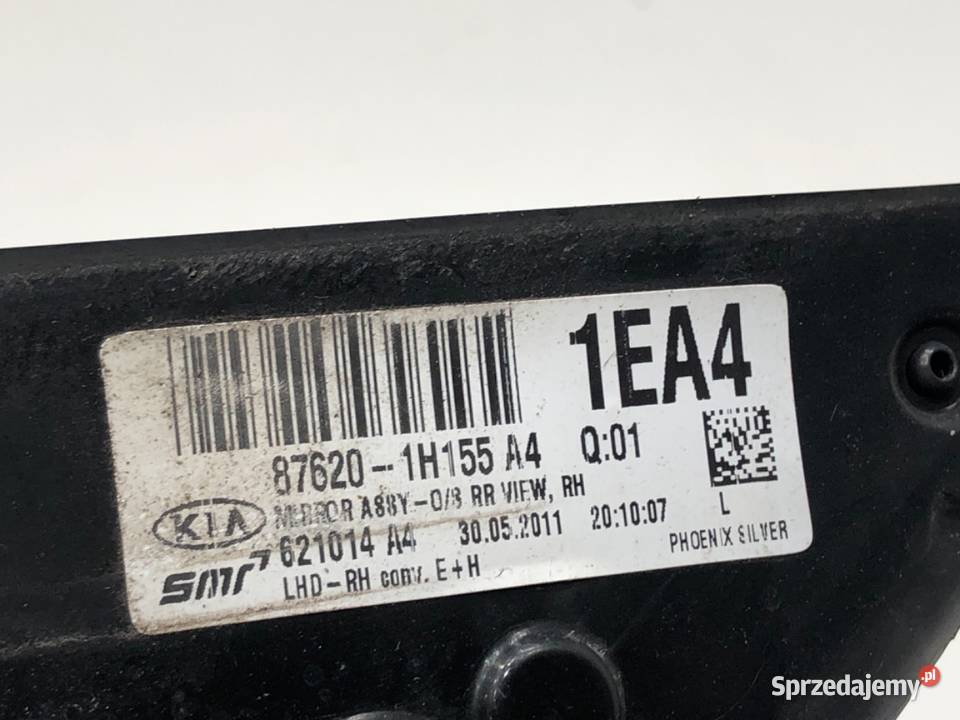 1EA4
87620-1H155 A4 Q:01
KIA
MIRROR ASSY-O/S RR VIEW, RH
L
621014 A4 30.05.2011 20:10:07
PHOENIX SILVER
smr
LHD-RH conv. E+H
Sprzedajemy.pl